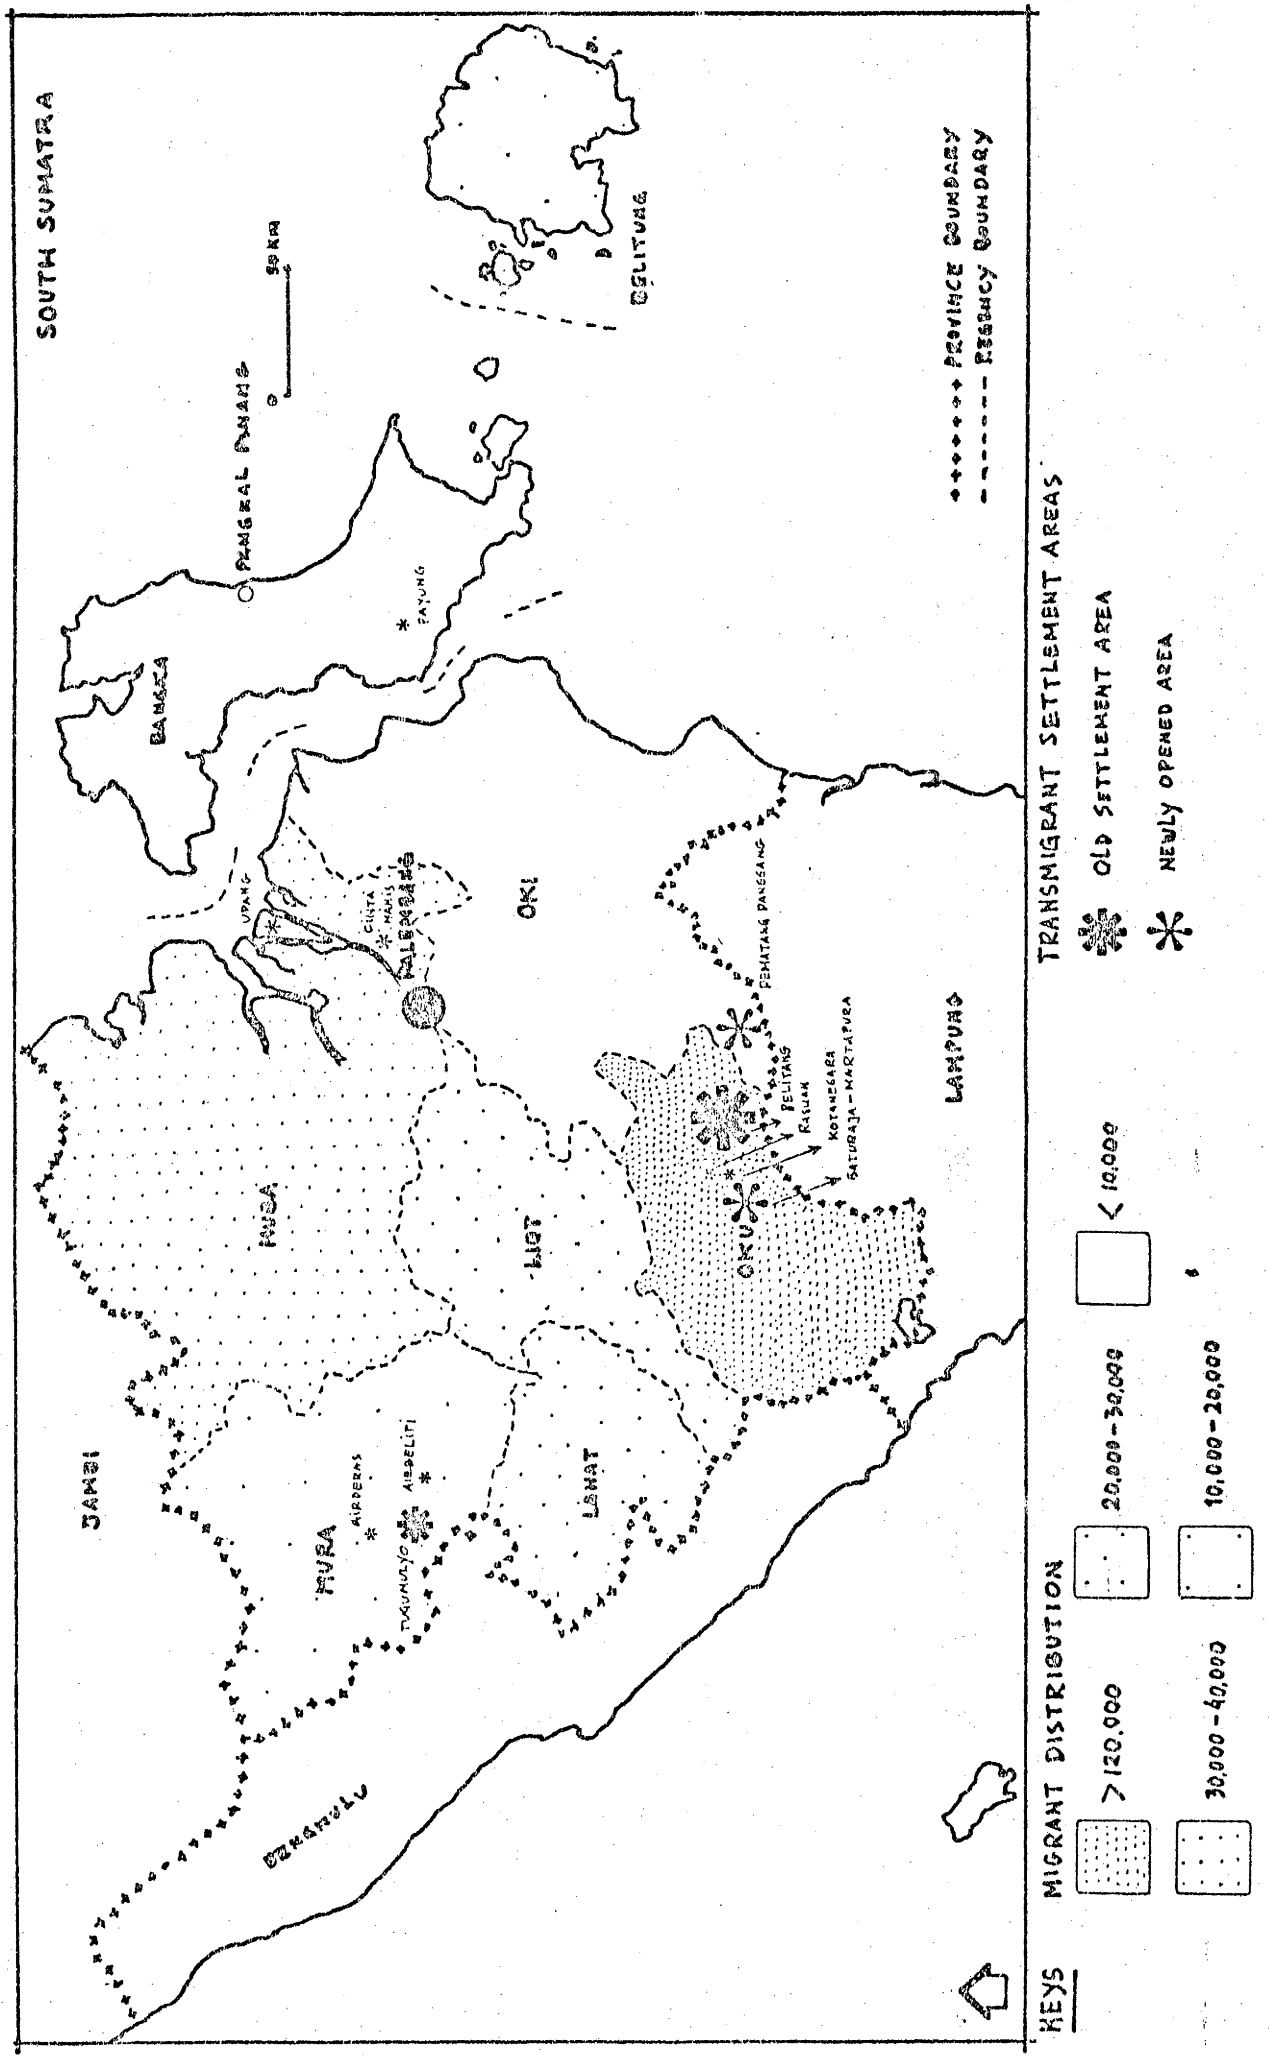 SOUTH SUMATRA
PANGKAL PINANG
0 50 KM
BANGKA
PAYUNG
BELITUNG
JAMBI
MUBA
UPANG
CINTA
MANIS
PALEMBANG
OKI
MURA
AIRDERAS
TUGUMULYO
AIRBELITI
LIOT
LAHAT
OKU
PEMATANG PANGGANG
BELITANG
RASUAN
KOTANEGARA
BATURAJA-MARTAPURA
BENGKULU
LAMPUNG
PROVINCE BOUNDARY
REGENCY BOUNDARY
KEYS
MIGRANT DISTRIBUTION
> 120.000
20.000-30.000
< 10.000
30.000-40.000
10.000-20.000
TRANSMIGRANT SETTLEMENT AREAS
OLD SETTLEMENT AREA
NEWLY OPENED AREA